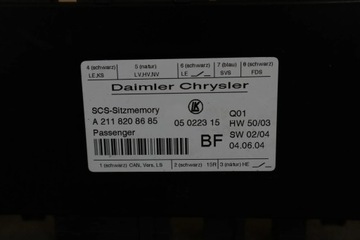 4 (schwarz) 5 (natur) 6 (schwarz) 7 (blau) 8 (schwarz)
LE,XS LV,HV,NV LE SVS FDS
Daimler Chrysler
SCS-Sitzmemory LK Q01
A 211 820 86 85 05 0223 15 HW 50/03
Passenger BF SW 02/04
04.06.04
1 (schwarz) CAN, Vers, LS 2 (schwarz) 15R 3 (natur) HE